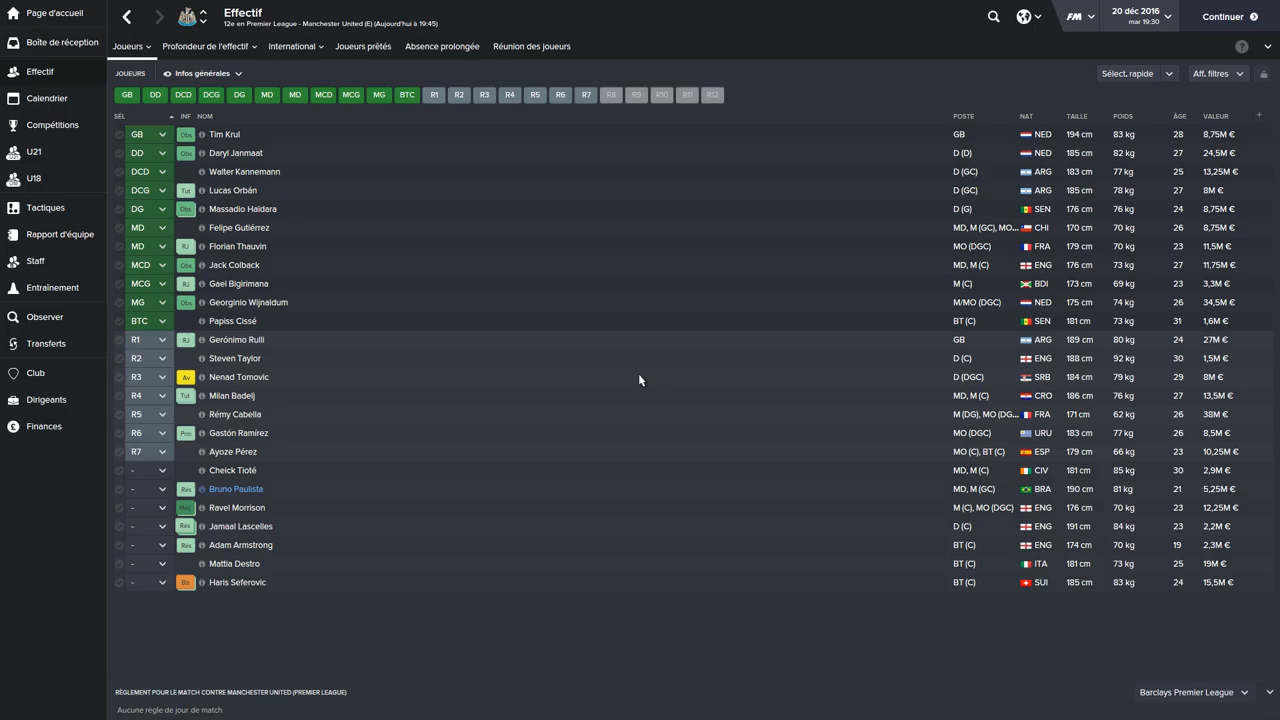 Page d'accueil
Boîte de réception
Effectif
Calendrier
Compétitions
U21
U18
Tactiques
Rapport d'équipe
Staff
Entraînement
Observer
Transferts
Club
Dirigeants
Finances
Effectif
12e en Premier League - Manchester United (E) (Aujourd'hui à 19:45)
FM
20 déc 2016
mar 19:30
Continuer
Joueurs Profondeur de l'effectif International Joueurs prêtés Absence prolongée Réunion des joueurs
JOUEURS Infos générales Sélect. rapide Aff. filtres
GB DD DCD DCG DG MD MD MCD MCG MG BTC R1 R2 R3 R4 R5 R6 R7 R8 R9 R10 R11 R12
SÉL INF NOM POSTE NAT TAILLE POIDS ÂGE VALEUR
GB Obs Tim Krul GB NED 194 cm 83 kg 28 8,75M €
DD Obs Daryl Janmaat D (D) NED 185 cm 82 kg 27 24,5M €
DCD Walter Kannemann D (GC) ARG 183 cm 77 kg 25 13,25M €
DCG Tut Lucas Orbán D (GC) ARG 185 cm 78 kg 27 8M €
DG Obs Massadio Haïdara D (G) SEN 176 cm 76 kg 24 8,75M €
MD Felipe Gutiérrez MD, M (GC), MO... CHI 170 cm 70 kg 26 8,75M €
MD RJ Florian Thauvin MO (DGC) FRA 179 cm 70 kg 23 11,5M €
MCD Obs Jack Colback MD, M (C) ENG 176 cm 73 kg 27 11,75M €
MCG RJ Gael Bigirimana M (C) BDI 173 cm 69 kg 23 3,3M €
MG Obs Georginio Wijnaldum M/MO (DGC) NED 175 cm 74 kg 26 34,5M €
BTC Papiss Cissé BT (C) SEN 181 cm 73 kg 31 1,6M €
R1 RJ Gerónimo Rulli GB ARG 189 cm 80 kg 24 27M €
R2 Steven Taylor D (C) ENG 188 cm 92 kg 30 1,5M €
R3 Av Nenad Tomovic D (DGC) SRB 184 cm 79 kg 29 8M €
R4 Tut Milan Badelj MD, M (C) CRO 186 cm 76 kg 27 13,5M €
R5 Rémy Cabella M (DG), MO (DG... FRA 171 cm 62 kg 26 38M €
R6 Prm Gastón Ramírez MO (DGC) URU 183 cm 77 kg 26 8,5M €
R7 Ayoze Pérez MO (C), BT (C) ESP 179 cm 66 kg 23 10,25M €
- Cheick Tioté MD, M (C) CIV 181 cm 85 kg 30 2,9M €
- Rés Bruno Paulista MD, M (GC) BRA 190 cm 81 kg 21 5,25M €
- Ravel Morrison M (C), MO (DGC) ENG 176 cm 70 kg 23 12,25M €
- Rés Jamaal Lascelles D (C) ENG 191 cm 84 kg 23 2,2M €
- Rés Adam Armstrong BT (C) ENG 174 cm 70 kg 19 2,3M €
- Mattia Destro BT (C) ITA 181 cm 73 kg 25 19M €
- Bls Haris Seferovic BT (C) SUI 185 cm 83 kg 24 15,5M €
RÈGLEMENT POUR LE MATCH CONTRE MANCHESTER UNITED (PREMIER LEAGUE) Barclays Premier League
Aucune règle de jour de match